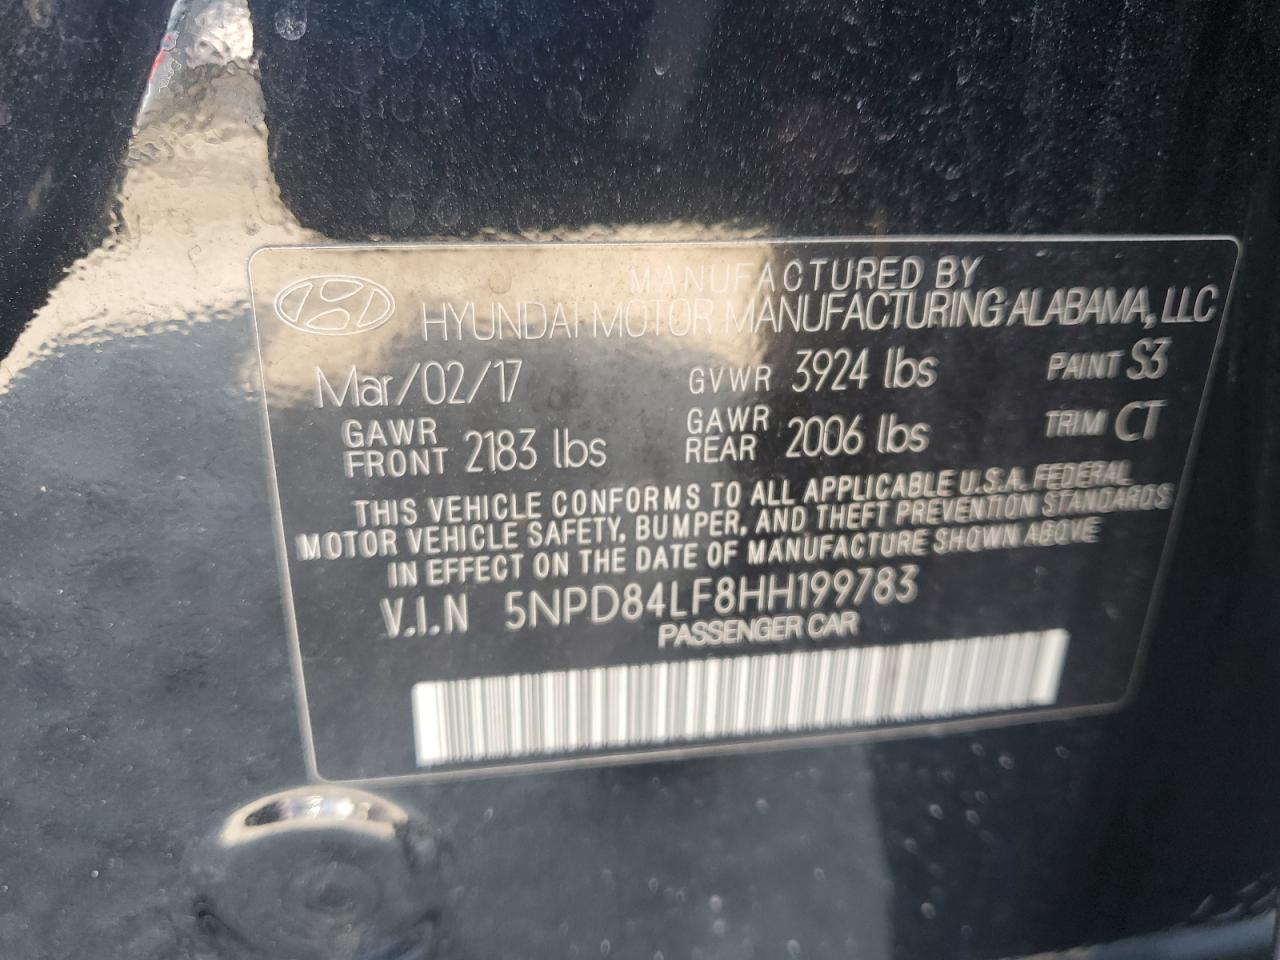 MANUFACTURED BY
HYUNDAI MOTOR MANUFACTURING ALABAMA, LLC
Mar/02/17 GVWR 3924 lbs PAINT S3
GAWR FRONT 2183 lbs GAWR REAR 2006 lbs TRIM CT
THIS VEHICLE CONFORMS TO ALL APPLICABLE U.S.A. FEDERAL
MOTOR VEHICLE SAFETY, BUMPER, AND THEFT PREVENTION STANDARDS
IN EFFECT ON THE DATE OF MANUFACTURE SHOWN ABOVE
V.I.N 5NPD84LF8HH199783
PASSENGER CAR